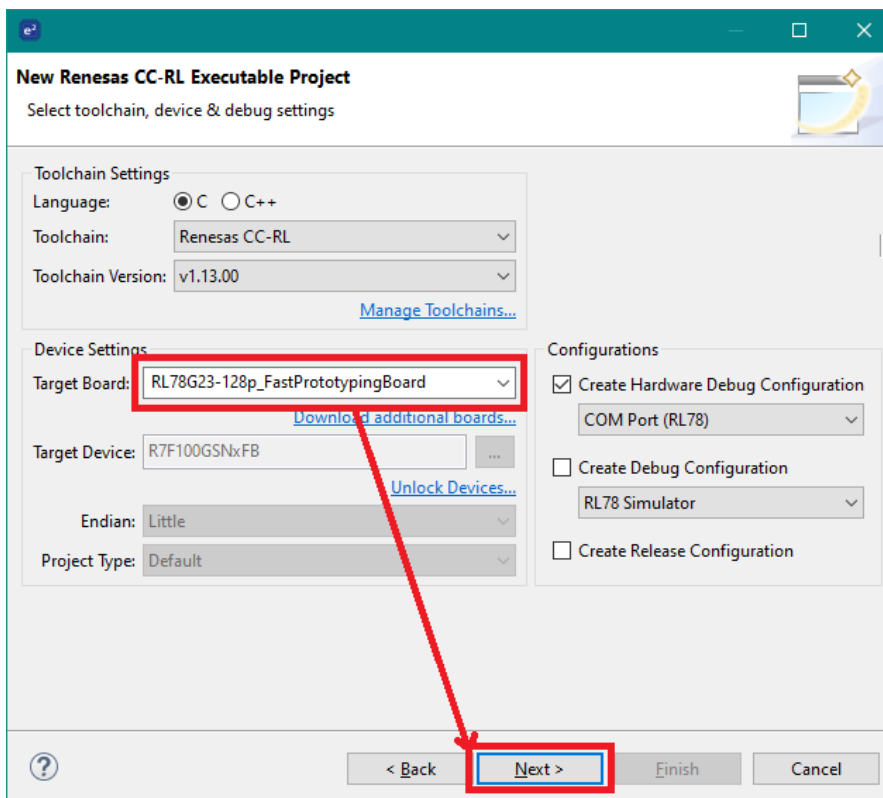 e²
New Renesas CC-RL Executable Project
Select toolchain, device & debug settings
Toolchain Settings
Language: C C++
Toolchain: Renesas CC-RL
Toolchain Version: v1.13.00
Manage Toolchains...
Device Settings
Target Board: RL78G23-128p_FastPrototypingBoard
Download additional boards...
Target Device: R7F100GSNxFB ...
Unlock Devices...
Endian: Little
Project Type: Default
Configurations
Create Hardware Debug Configuration
COM Port (RL78)
Create Debug Configuration
RL78 Simulator
Create Release Configuration
? < Back Next > Finish Cancel